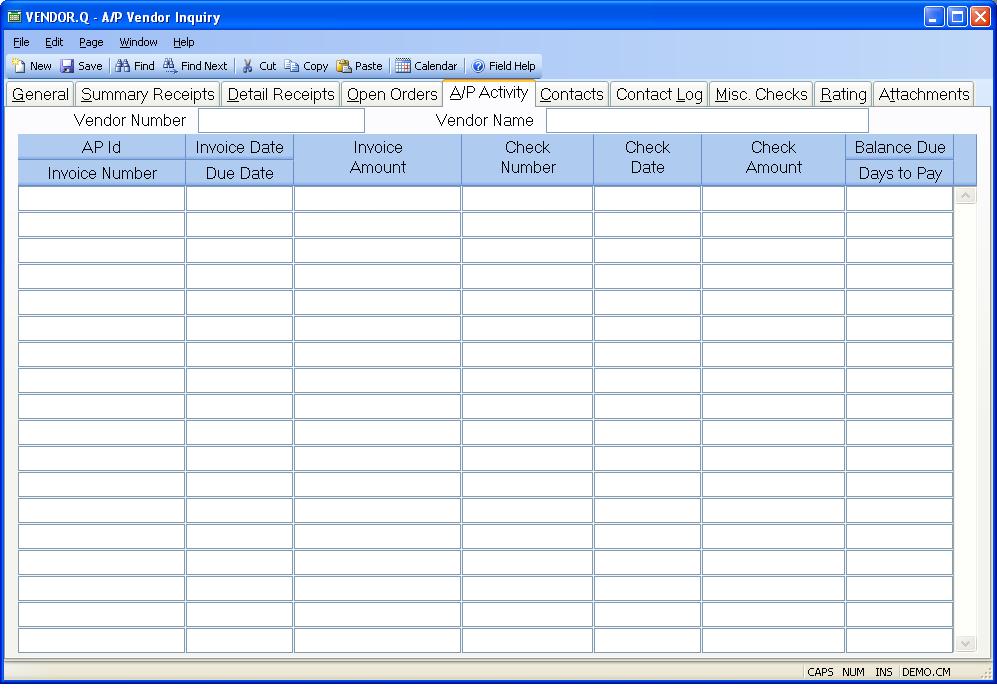 VENDOR.Q - A/P Vendor Inquiry
File Edit Page Window Help
New Save Find Find Next Cut Copy Paste Calendar Field Help
General Summary Receipts Detail Receipts Open Orders A/P Activity Contacts Contact Log Misc. Checks Rating Attachments
Vendor Number Vendor Name
AP Id Invoice Date Invoice Check Check Check Balance Due
Invoice Number Due Date Amount Number Date Amount Days to Pay
CAPS NUM INS DEMO.CM